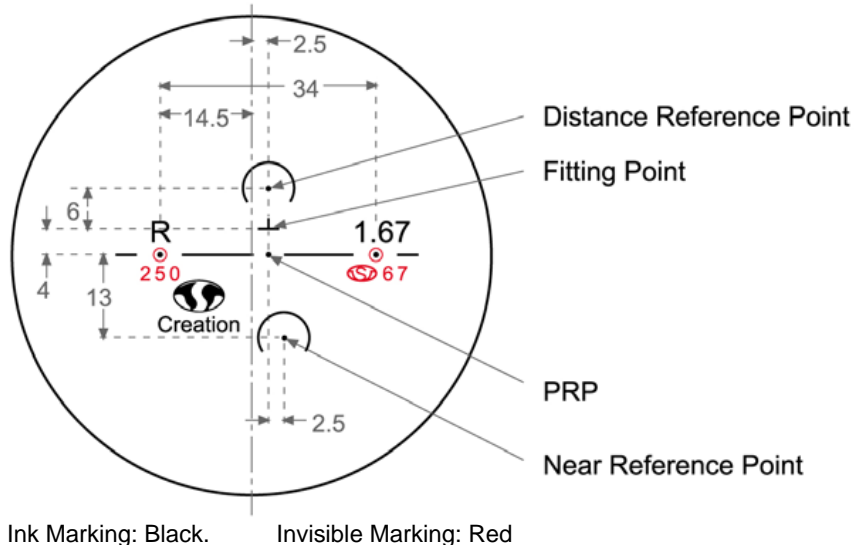 2.5
34
14.5
Distance Reference Point
Fitting Point
6
R
1.67
250
67
4
13
Creation
PRP
2.5
Near Reference Point
Ink Marking: Black. Invisible Marking: Red